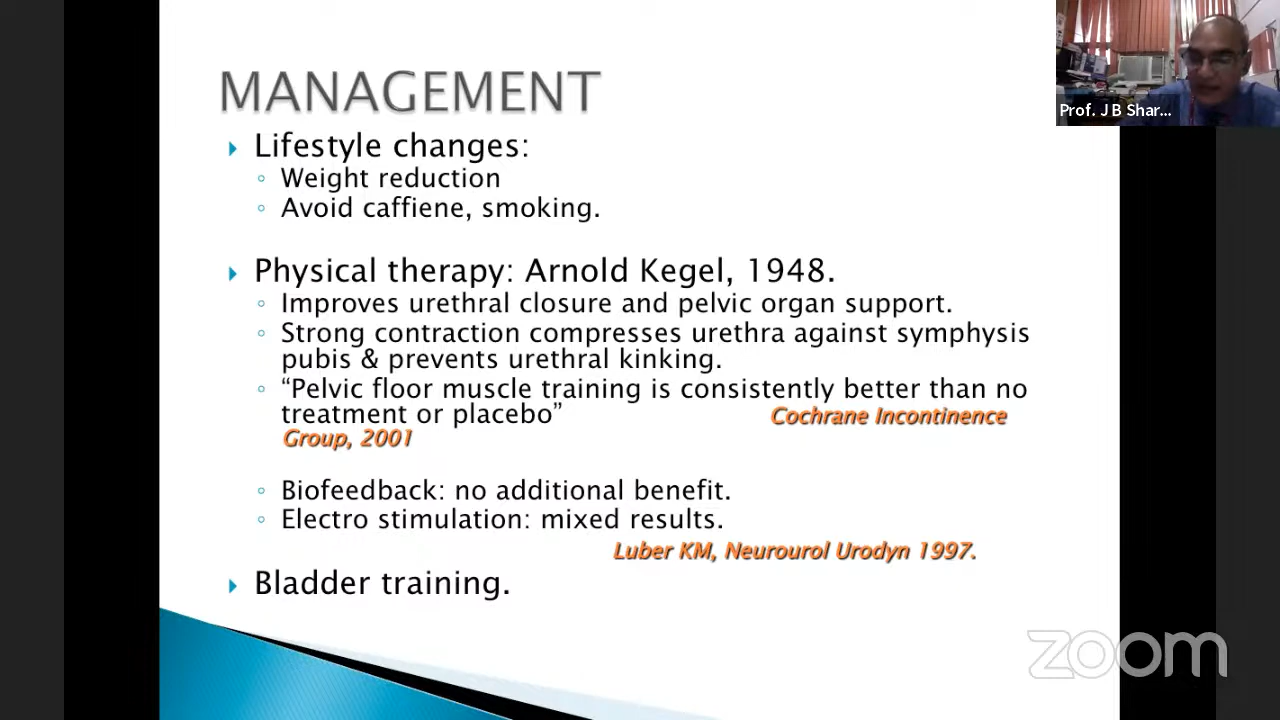 MANAGEMENT
Lifestyle changes:
Weight reduction
Avoid caffiene, smoking.
Physical therapy: Arnold Kegel, 1948.
Improves urethral closure and pelvic organ support.
Strong contraction compresses urethra against symphysis
pubis & prevents urethral kinking.
“Pelvic floor muscle training is consistently better than no
treatment or placebo” Cochrane Incontinence
Group, 2001
Biofeedback: no additional benefit.
Electro stimulation: mixed results.
Luber KM, Neurourol Urodyn 1997.
Bladder training.
Prof. J B Shar...
zoom